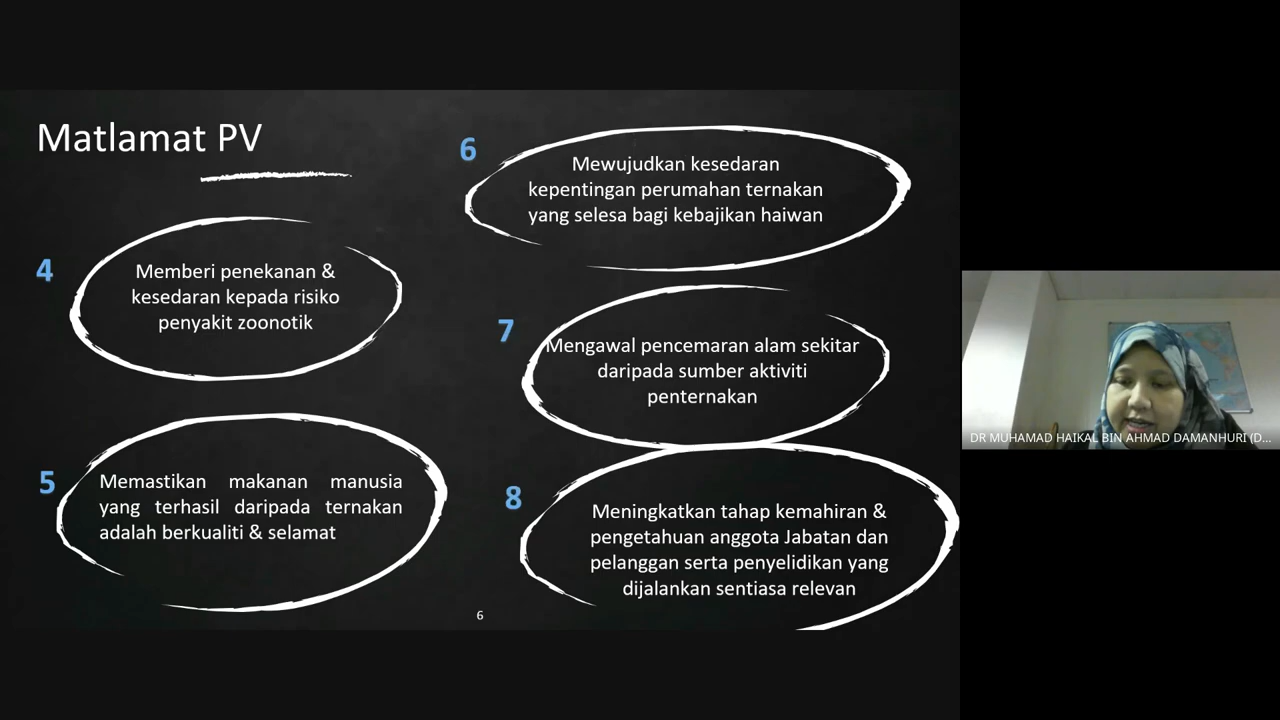 Matlamat PV
4
Memberi penekanan &
kesedaran kepada risiko
penyakit zoonotik
5
Memastikan makanan manusia
yang terhasil daripada ternakan
adalah berkualiti & selamat
6
Mewujudkan kesedaran
kepentingan perumahan ternakan
yang selesa bagi kebajikan haiwan
7
Mengawal pencemaran alam sekitar
daripada sumber aktiviti
penternakan
8
Meningkatkan tahap kemahiran &
pengetahuan anggota Jabatan dan
pelanggan serta penyelidikan yang
dijalankan sentiasa relevan
6
DR MUHAMAD HAIKAL BIN AHMAD DAMANHURI (D...